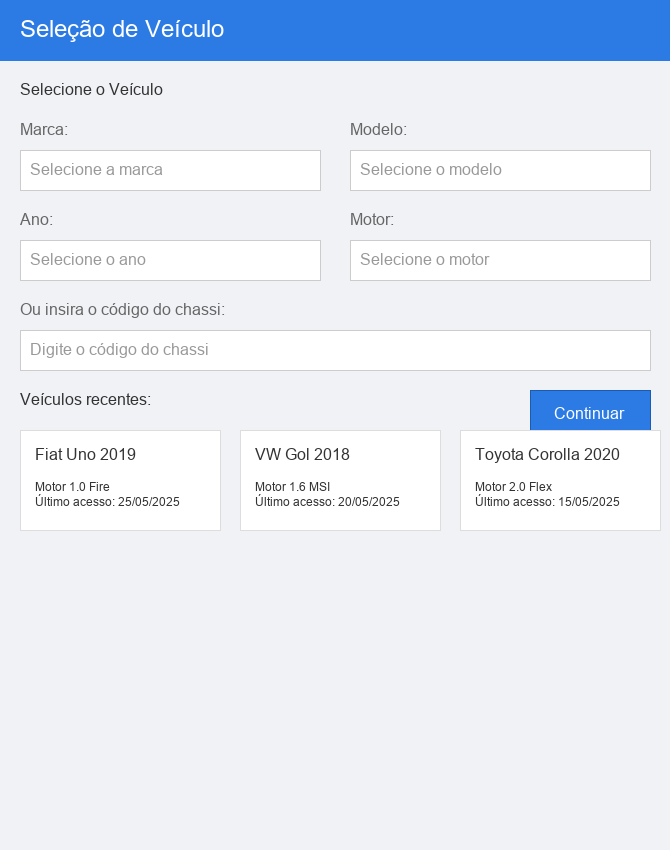 Seleção de Veículo
Selecione o Veículo
Marca:
Modelo:
Selecione a marca
Selecione o modelo
Ano:
Motor:
Selecione o ano
Selecione o motor
Ou insira o código do chassi:
Digite o código do chassi
Veículos recentes:
Continuar
Fiat Uno 2019
Motor 1.0 Fire
Último acesso: 25/05/2025
VW Gol 2018
Motor 1.6 MSI
Último acesso: 20/05/2025
Toyota Corolla 2020
Motor 2.0 Flex
Último acesso: 15/05/2025